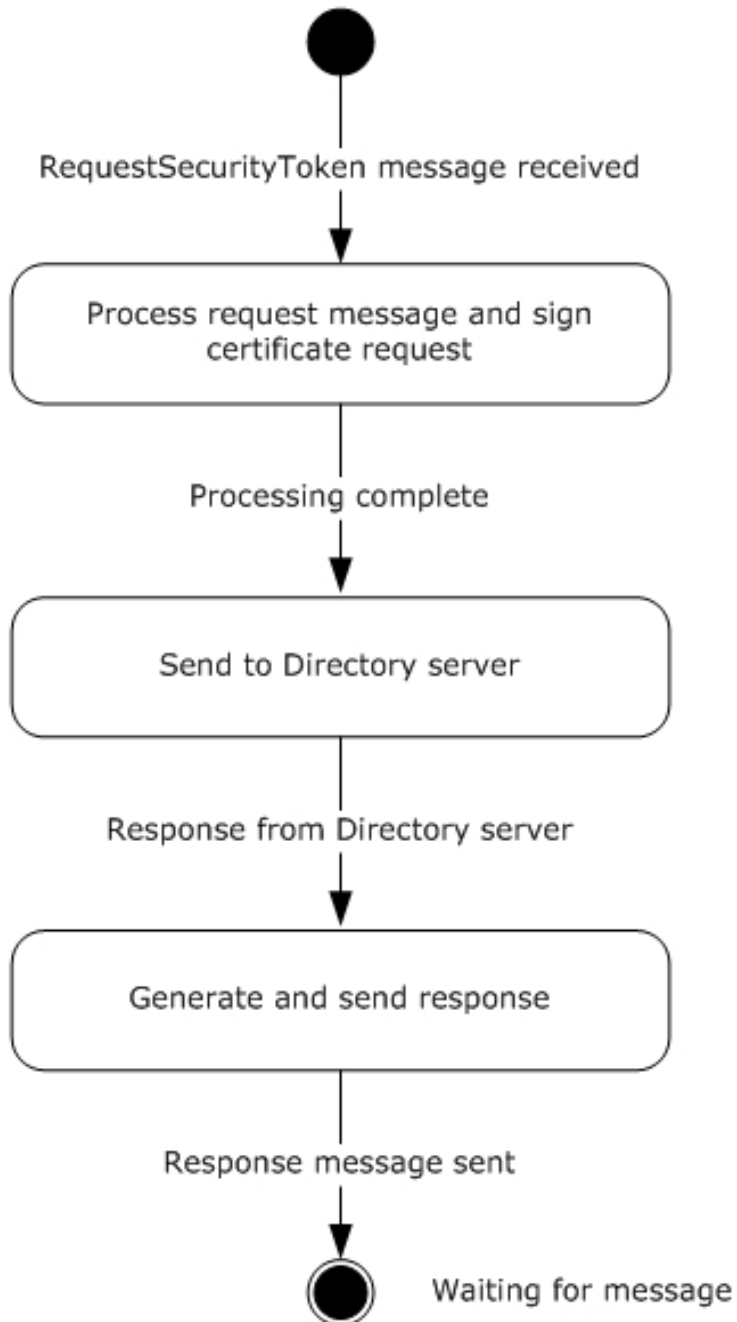 RequestSecurityToken message received
Process request message and sign
certificate request
Processing complete
Send to Directory server
Response from Directory server
Generate and send response
Response message sent
Waiting for message